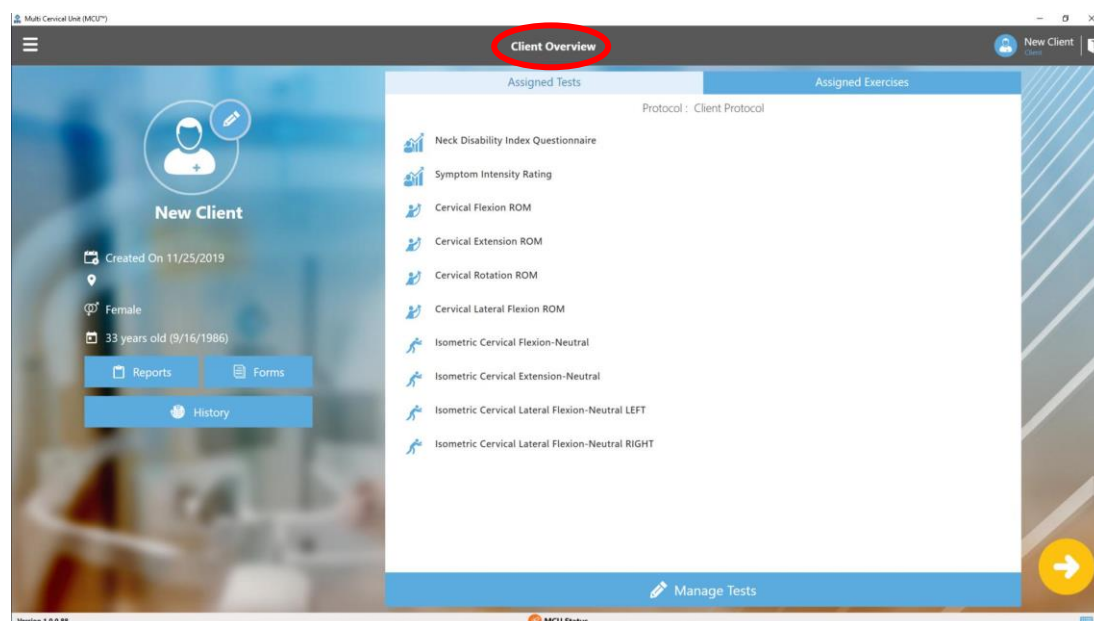 Multi Cervical Unit (MCU™)
Client Overview
New Client
Client
Assigned Tests
Assigned Exercises
Protocol : Client Protocol
Neck Disability Index Questionnaire
Symptom Intensity Rating
Cervical Flexion ROM
Cervical Extension ROM
Cervical Rotation ROM
Cervical Lateral Flexion ROM
Isometric Cervical Flexion-Neutral
Isometric Cervical Extension-Neutral
Isometric Cervical Lateral Flexion-Neutral LEFT
Isometric Cervical Lateral Flexion-Neutral RIGHT
New Client
Created On 11/25/2019
Female
33 years old (9/16/1986)
Reports
Forms
History
Manage Tests
MCU Status